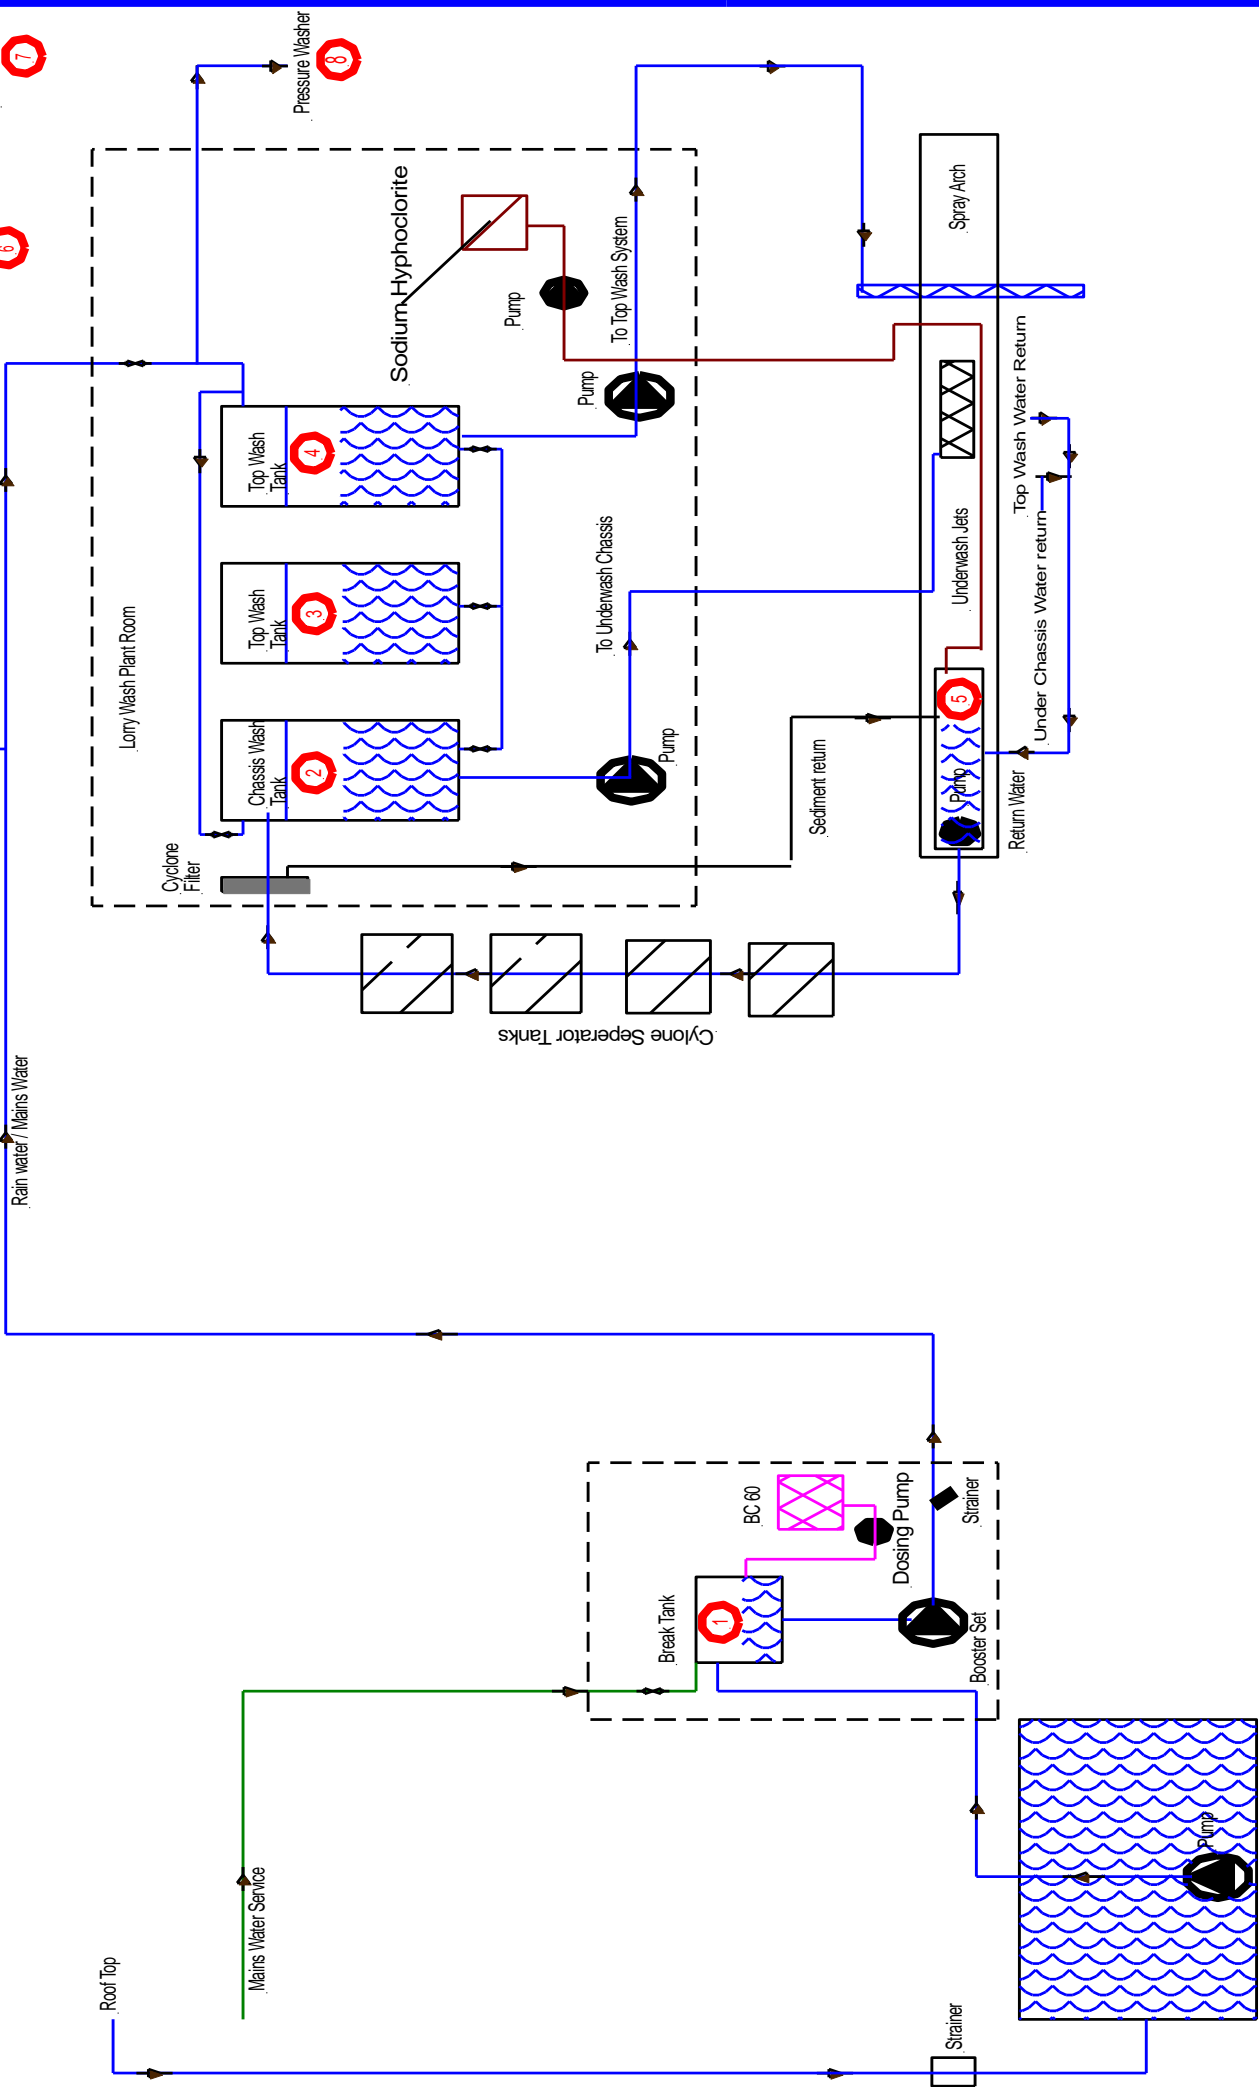 7
Pressure Washer
8
6
Sodium Hyphoclorite
Pump
To Top Wash System
Spray Arch
Pump
Top Wash
Tank
4
Top Wash Water Return
Top Wash
Tank
3
To Underwash Chassis
Underwash Jets
Under Chassis Water return
Lorry Wash Plant Room
Chassis Wash
Tank
2
Pump
5
Pump
Sediment return
Return Water
Cyclone
Filter
Cylone Seperator Tanks
Rain water / Mains Water
BC 60
Dosing Pump
Strainer
Break Tank
1
Booster Set
Pump
Mains Water Service
Roof Top
Strainer